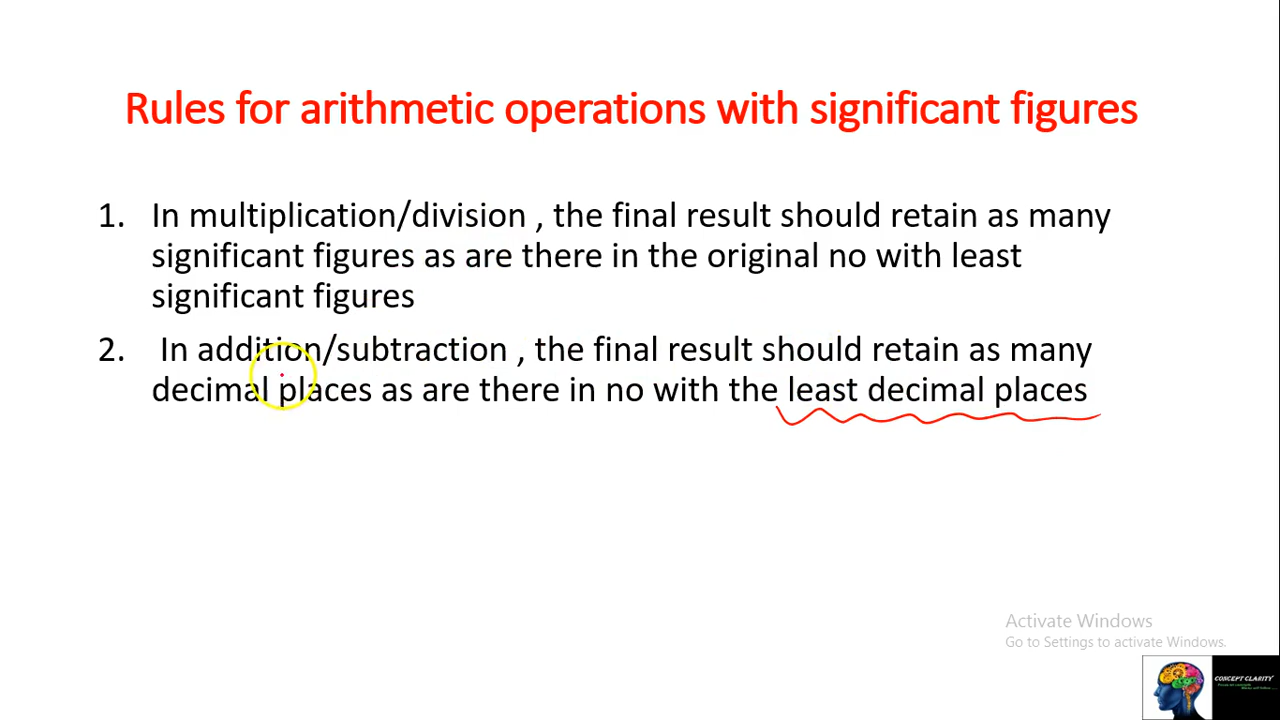 Rules for arithmetic operations with significant figures
1. In multiplication/division , the final result should retain as many
significant figures as are there in the original no with least
significant figures
2. In addition/subtraction , the final result should retain as many
decimal places as are there in no with the least decimal places
Activate Windows
Go to Settings to activate Windows.
CONCEPT CLARITY